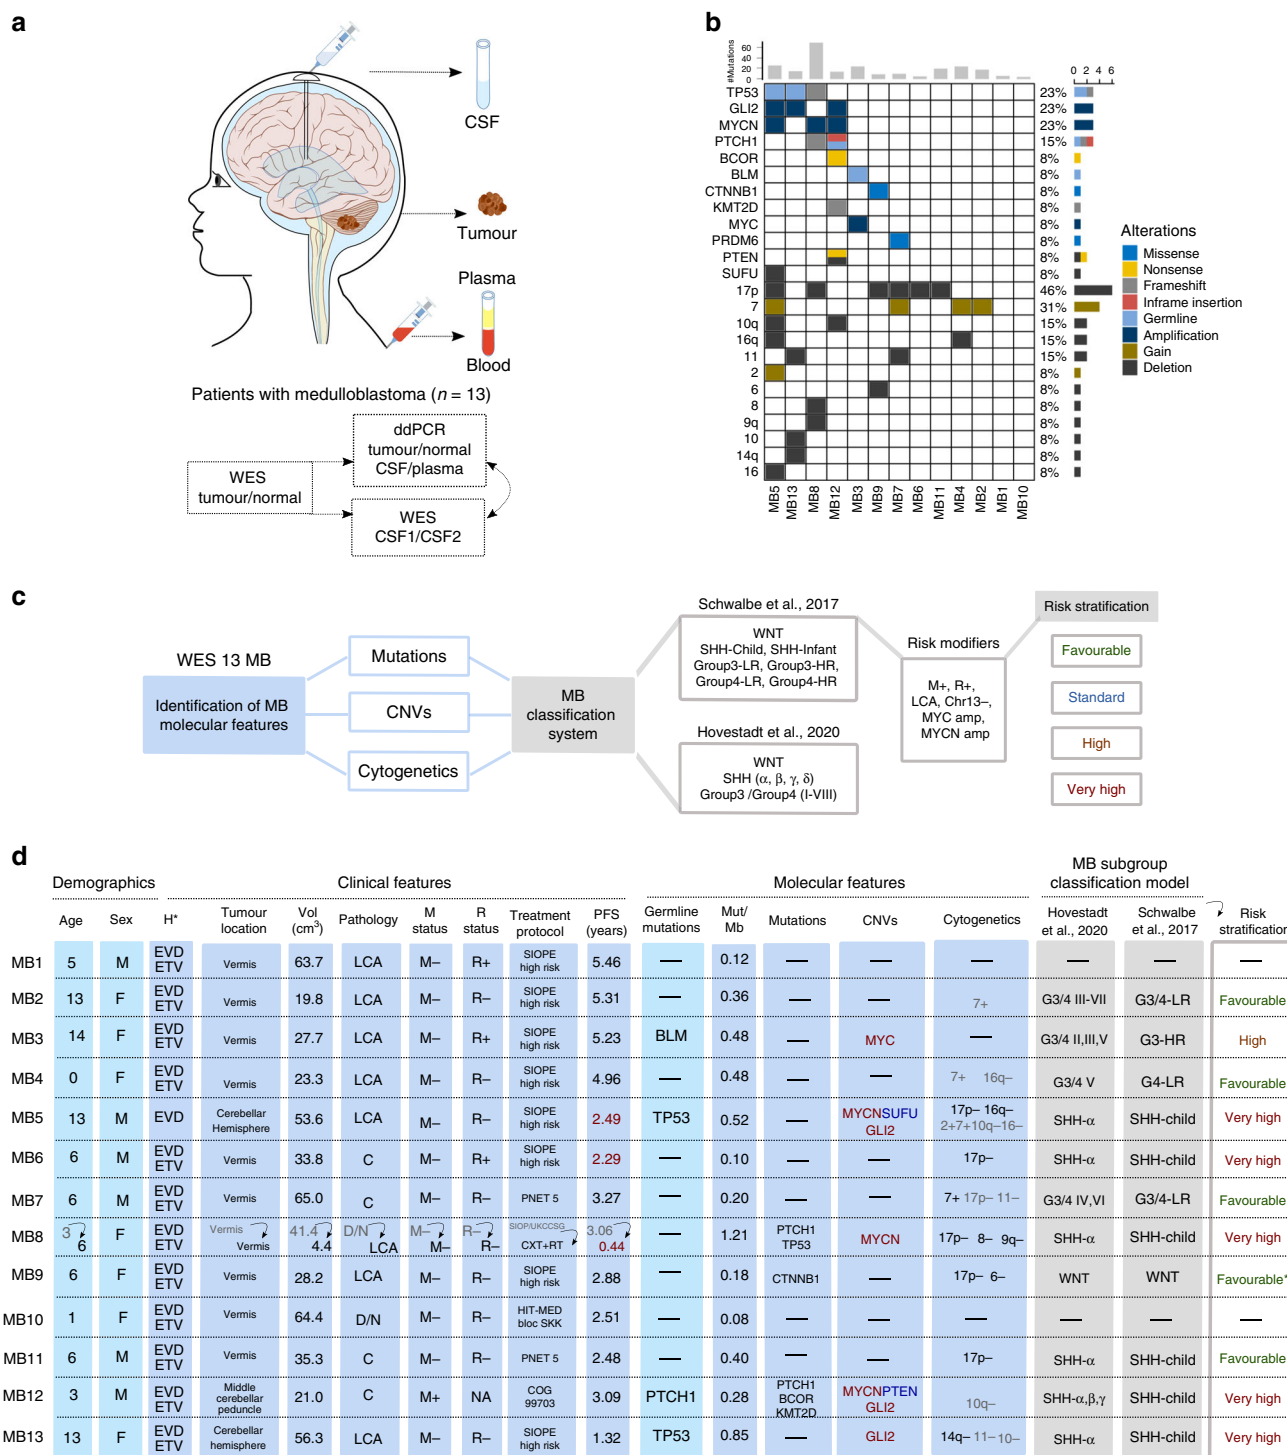 a
CSF
Tumour
Plasma
Blood
Patients with medulloblastoma (n = 13)
WES
tumour/normal
ddPCR
tumour/normal
CSF/plasma
WES
CSF1/CSF2
b
#Mutations
60
40
20
0
0 2 4 6
TP53 23%
GLI2 23%
MYCN 23%
PTCH1 15%
BCOR 8%
BLM 8%
CTNNB1 8%
KMT2D 8%
MYC 8%
PRDM6 8%
PTEN 8%
SUFU 8%
17p 46%
7 31%
10q 15%
16q 15%
11 15%
2 8%
6 8%
8 8%
9q 8%
10 8%
14q 8%
16 8%
MB5 MB13 MB8 MB12 MB3 MB9 MB7 MB6 MB11 MB4 MB2 MB1 MB10
Alterations
Missense
Nonsense
Frameshift
Inframe insertion
Germline
Amplification
Gain
Deletion
c
WES 13 MB
Identification of MB
molecular features
Mutations
CNVs
Cytogenetics
MB
classification
system
Schwalbe et al., 2017
WNT
SHH-Child, SHH-Infant
Group3-LR, Group3-HR,
Group4-LR, Group4-HR
Hovestadt et al., 2020
WNT
SHH (α, β, γ, δ)
Group3 /Group4 (I-VIII)
Risk modifiers
M+, R+,
LCA, Chr13–,
MYC amp,
MYCN amp
Risk stratification
Favourable
Standard
High
Very high
d
Demographics Clinical features Molecular features MB subgroup
classification model
Age Sex H* Tumour
location Vol
(cm³) Pathology M
status R
status Treatment
protocol PFS
(years) Germline
mutations Mut/
Mb Mutations CNVs Cytogenetics Hovestadt
et al., 2020 Schwalbe
et al., 2017 Risk
stratification
MB1 5 M EVD ETV Vermis 63.7 LCA M– R+ SIOPE high risk 5.46 — 0.12 — — — — — —
MB2 13 F EVD ETV Vermis 19.8 LCA M– R– SIOPE high risk 5.31 — 0.36 — — 7+ G3/4 III-VII G3/4-LR Favourable
MB3 14 F EVD ETV Vermis 27.7 LCA M– R+ SIOPE high risk 5.23 BLM 0.48 — MYC — G3/4 II,III,V G3-HR High
MB4 0 F EVD ETV Vermis 23.3 LCA M– R– SIOPE high risk 4.96 — 0.48 — — 7+ 16q– G3/4 V G4-LR Favourable
MB5 13 M EVD Cerebellar Hemisphere 53.6 LCA M– R– SIOPE high risk 2.49 TP53 0.52 — MYCNSUFU GLI2 17p– 16q– 2+7+10q–16– SHH-α SHH-child Very high
MB6 6 M EVD ETV Vermis 33.8 C M– R+ SIOPE high risk 2.29 — 0.10 — — 17p– SHH-α SHH-child Very high
MB7 6 M EVD ETV Vermis 65.0 C M– R– PNET 5 3.27 — 0.20 — — 7+ 17p– 11– G3/4 IV,VI G3/4-LR Favourable
MB8 3 6 F EVD ETV Vermis Vermis 41.4 4.4 D/N LCA M– M– R– R– SIOP/UKCCSG CXT+RT 3.06 0.44 — 1.21 PTCH1 TP53 MYCN 17p– 8– 9q– SHH-α SHH-child Very high
MB9 6 F EVD ETV Vermis 28.2 LCA M– R– SIOPE high risk 2.88 — 0.18 CTNNB1 — 17p– 6– WNT WNT Favourable*
MB10 1 F EVD ETV Vermis 64.4 D/N M– R– HIT-MED bloc SKK 2.51 — 0.08 — — — — — —
MB11 6 M EVD ETV Vermis 35.3 C M– R– PNET 5 2.48 — 0.40 — — 17p– SHH-α SHH-child Favourable
MB12 3 M EVD ETV Middle cerebellar peduncle 21.0 C M+ NA COG 99703 3.09 PTCH1 0.28 PTCH1 BCOR KMT2D MYCNPTEN GLI2 10q– SHH-α,β,γ SHH-child Very high
MB13 13 F EVD ETV Cerebellar hemisphere 56.3 LCA M– R– SIOPE high risk 1.32 TP53 0.85 — GLI2 14q– 11– 10– SHH-α SHH-child Very high